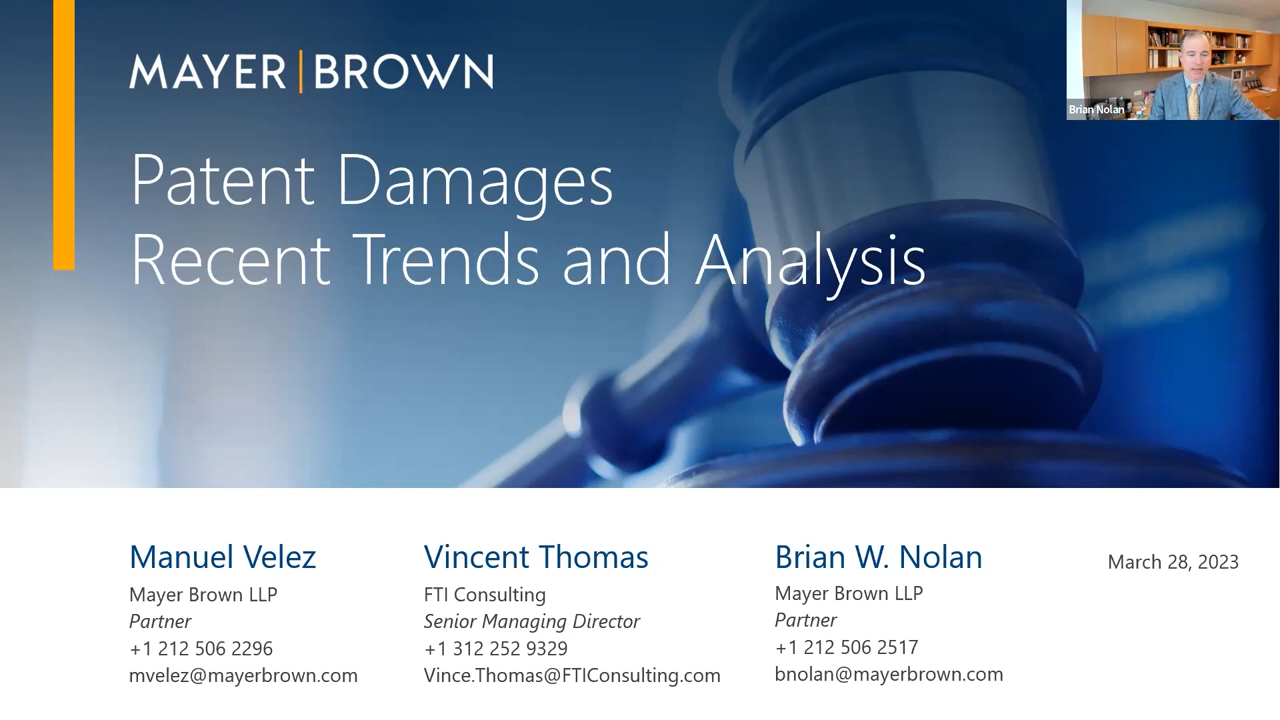 MAYER|BROWN
Brian Nolan
Patent Damages
Recent Trends and Analysis
Manuel Velez
Mayer Brown LLP
Partner
+1 212 506 2296
mvelez@mayerbrown.com
Vincent Thomas
FTI Consulting
Senior Managing Director
+1 312 252 9329
Vince.Thomas@FTIConsulting.com
Brian W. Nolan
Mayer Brown LLP
Partner
+1 212 506 2517
bnolan@mayerbrown.com
March 28, 2023